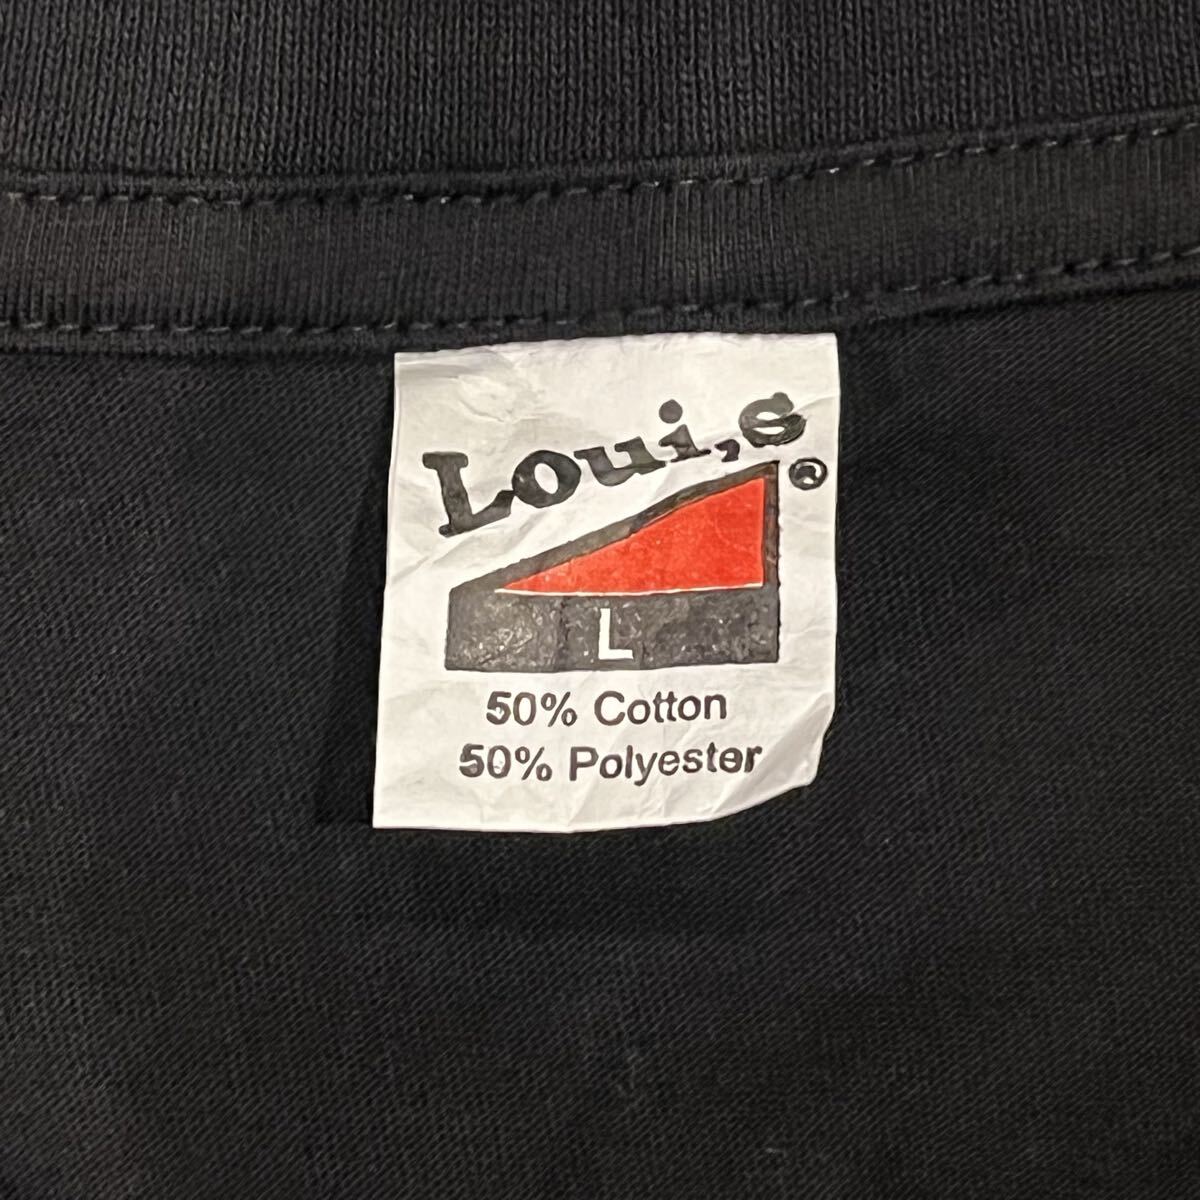 Loui,s ®
L
50% Cotton
50% Polyester